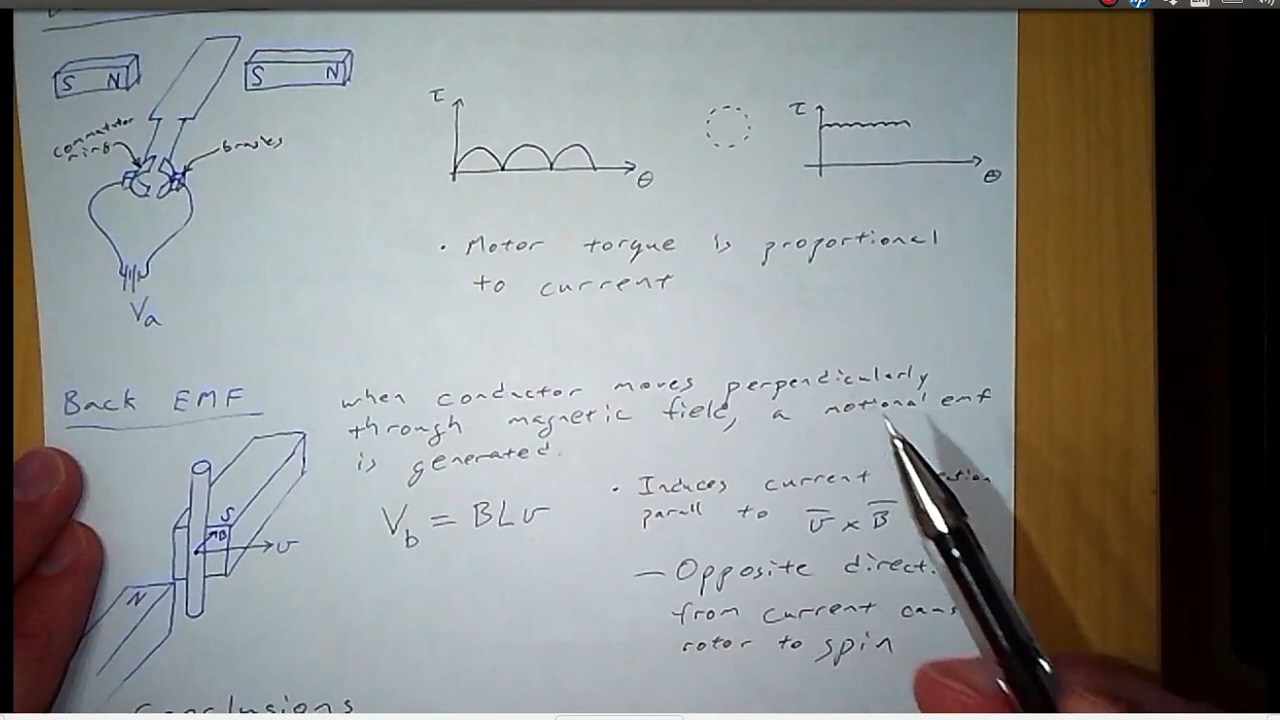 S N
S N
commutator
ring
brushes
Va
τ
θ
τ
θ
• Motor torque is proportional
to current
Back EMF
when conductor moves perpendicularly
through magnetic field, a motional emf
is generated.
S
B
v
N
Vb = BLv
• Induces current
parall to v̄ × B̄
— Opposite direct.
from current
rotor to spin
Conclusions